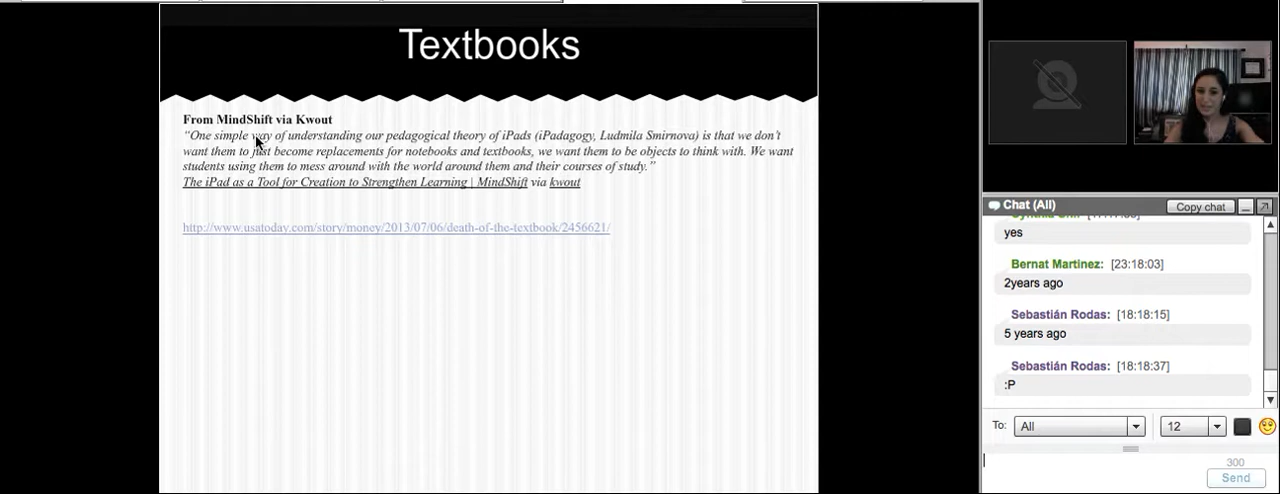 Textbooks
From MindShift via Kwout
“One simple way of understanding our pedagogical theory of iPads (iPadagogy, Ludmila Smirnova) is that we don’t
want them to just become replacements for notebooks and textbooks, we want them to be objects to think with. We want
students using them to mess around with the world around them and their courses of study.”
The iPad as a Tool for Creation to Strengthen Learning | MindShift via kwout
http://www.usatoday.com/story/money/2013/07/06/death-of-the-textbook/2456621/
Chat (All)
Copy chat
yes
Bernat Martinez: [23:18:03]
2years ago
Sebastián Rodas: [18:18:15]
5 years ago
Sebastián Rodas: [18:18:37]
:P
To: All 12
300
Send